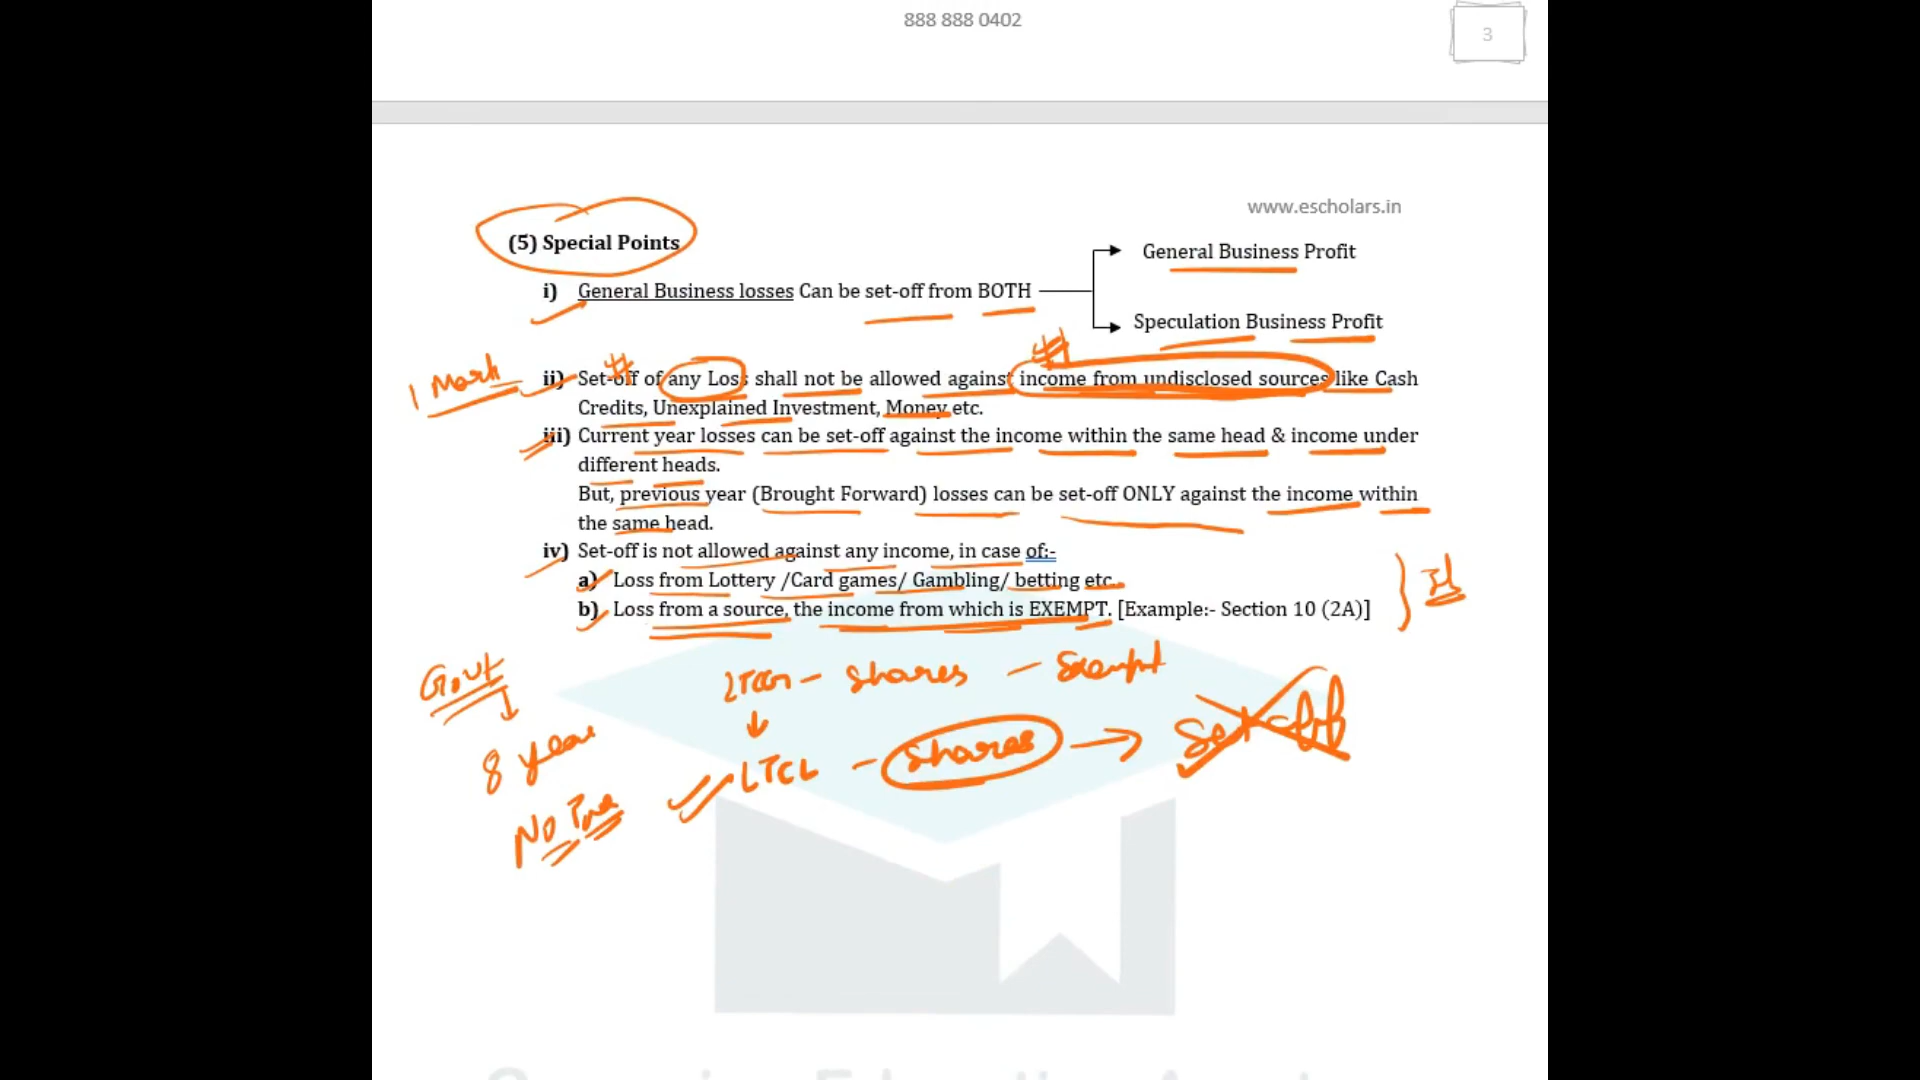 888 888 0402
3
www.escholars.in
(5) Special Points
General Business Profit
i) General Business losses Can be set-off from BOTH
Speculation Business Profit
1 Mark
ii) Set-off of any Loss shall not be allowed against income from undisclosed sources like Cash
Credits, Unexplained Investment, Money etc.
iii) Current year losses can be set-off against the income within the same head & income under
different heads.
But, previous year (Brought Forward) losses can be set-off ONLY against the income within
the same head.
iv) Set-off is not allowed against any income, in case of:-
a) Loss from Lottery /Card games/ Gambling/ betting etc.
b) Loss from a source, the income from which is EXEMPT. [Example:- Section 10 (2A)]
Govt
LTCG - shares - Exempt
8 year
LTCL - shares → Set-off
No